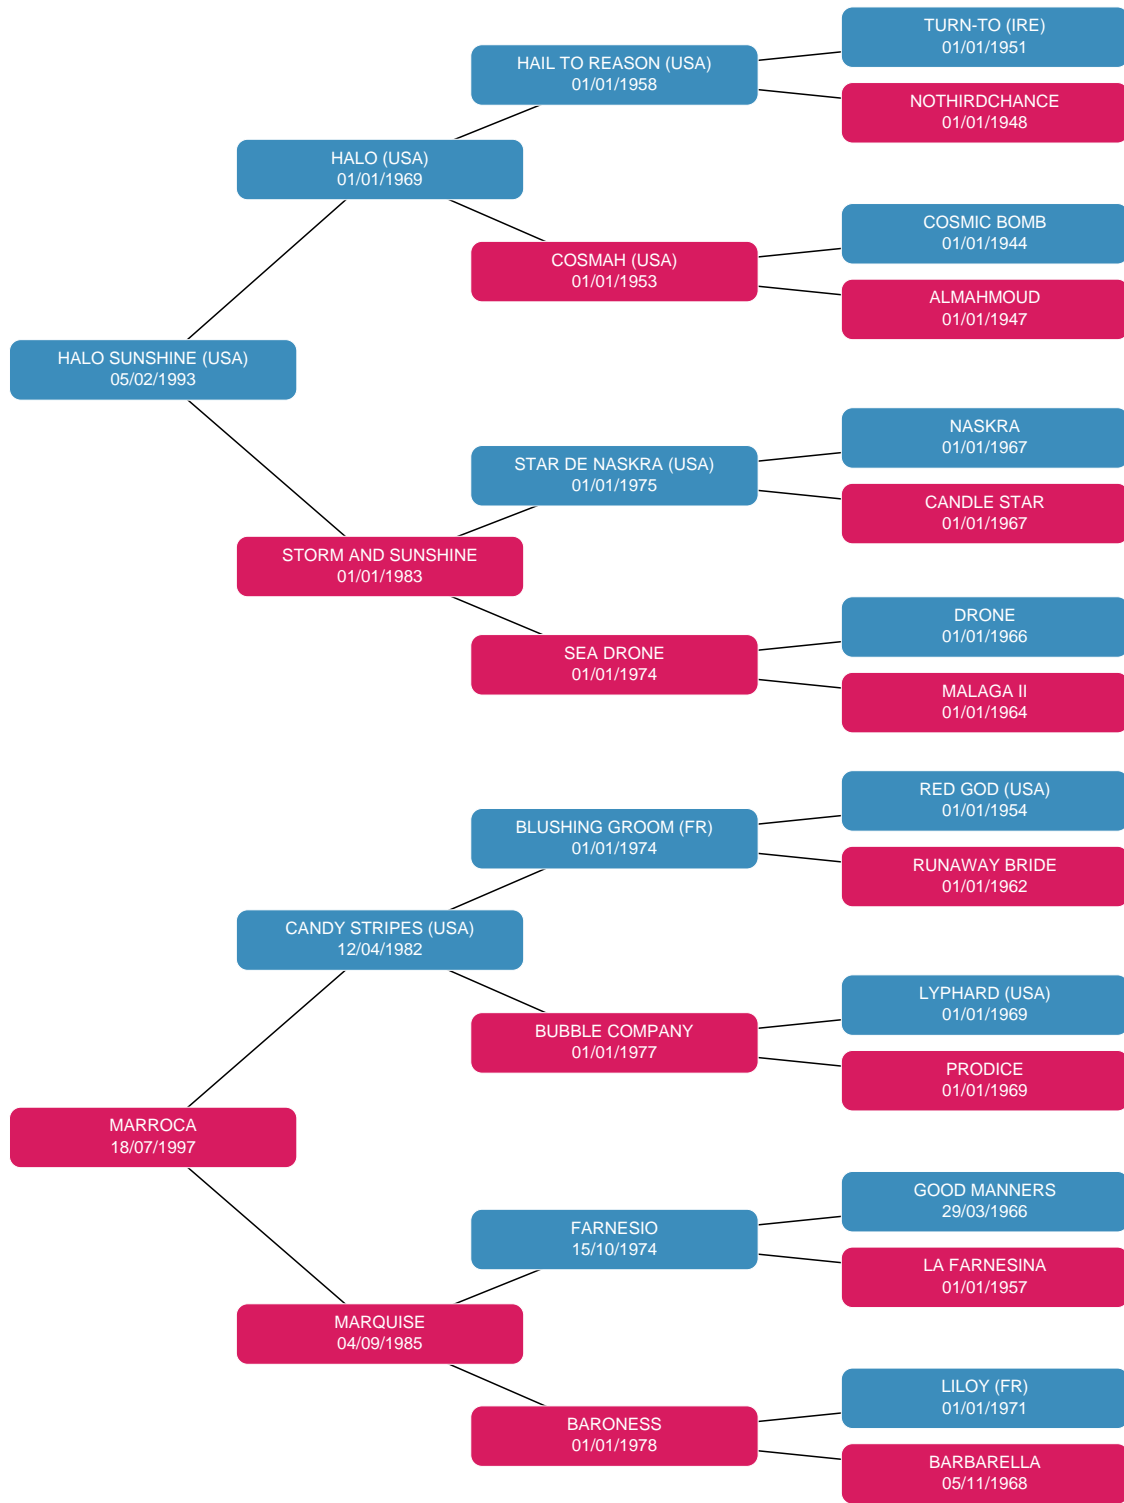 TURN-TO (IRE)
01/01/1951
HAIL TO REASON (USA)
01/01/1958
NOTHIRDCHANCE
01/01/1948
HALO (USA)
01/01/1969
COSMIC BOMB
01/01/1944
COSMAH (USA)
01/01/1953
ALMAHMOUD
01/01/1947
HALO SUNSHINE (USA)
05/02/1993
NASKRA
01/01/1967
STAR DE NASKRA (USA)
01/01/1975
CANDLE STAR
01/01/1967
STORM AND SUNSHINE
01/01/1983
DRONE
01/01/1966
SEA DRONE
01/01/1974
MALAGA II
01/01/1964
RED GOD (USA)
01/01/1954
BLUSHING GROOM (FR)
01/01/1974
RUNAWAY BRIDE
01/01/1962
CANDY STRIPES (USA)
12/04/1982
LYPHARD (USA)
01/01/1969
BUBBLE COMPANY
01/01/1977
PRODICE
01/01/1969
MARROCA
18/07/1997
GOOD MANNERS
29/03/1966
FARNESIO
15/10/1974
LA FARNESINA
01/01/1957
MARQUISE
04/09/1985
LILOY (FR)
01/01/1971
BARONESS
01/01/1978
BARBARELLA
05/11/1968